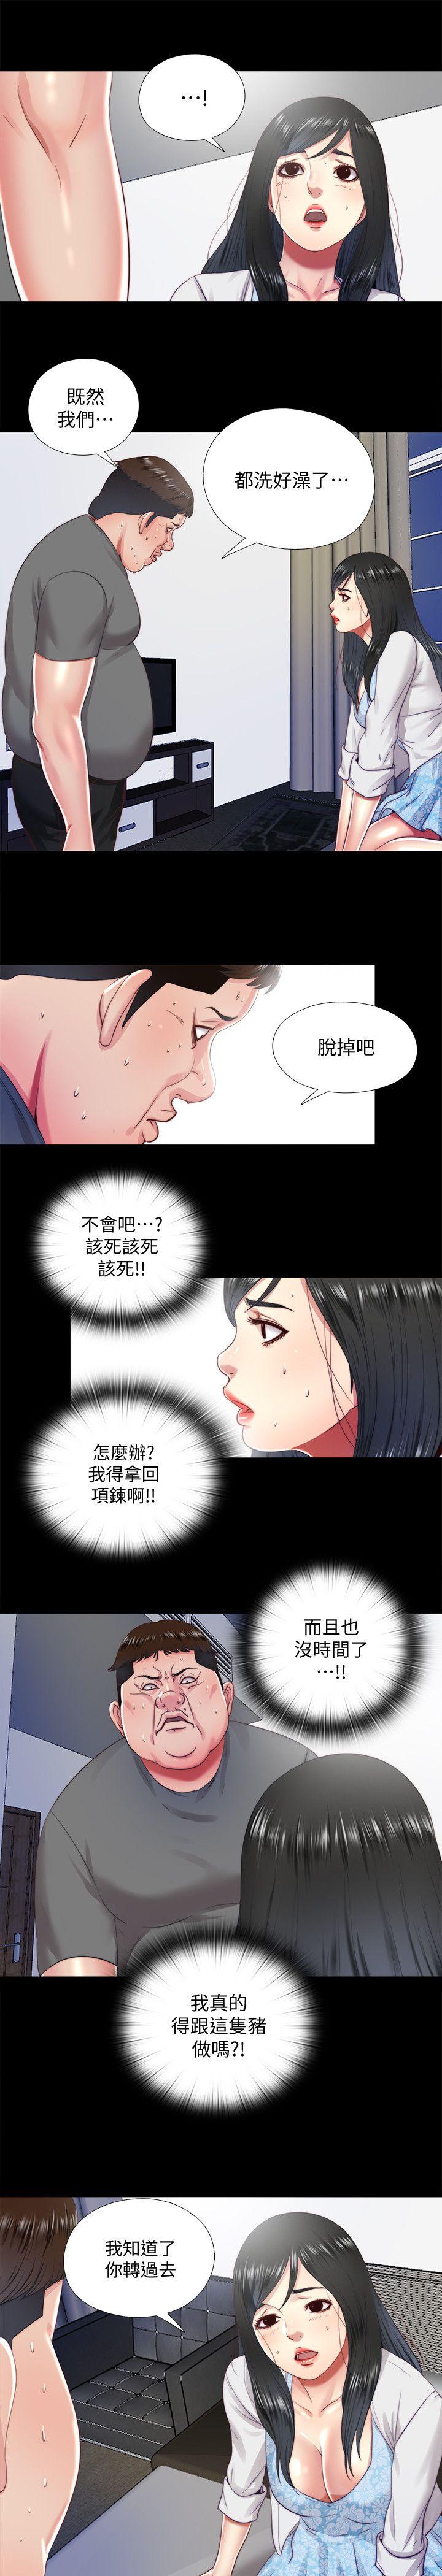 …!
既然
我們…
都洗好澡了…
脫掉吧
不會吧…?
該死該死
該死!!
怎麼辦?
我得拿回
項鍊啊!!
而且也
沒時間了
…!!
我真的
得跟這隻豬
做嗎?!
我知道了
你轉過去